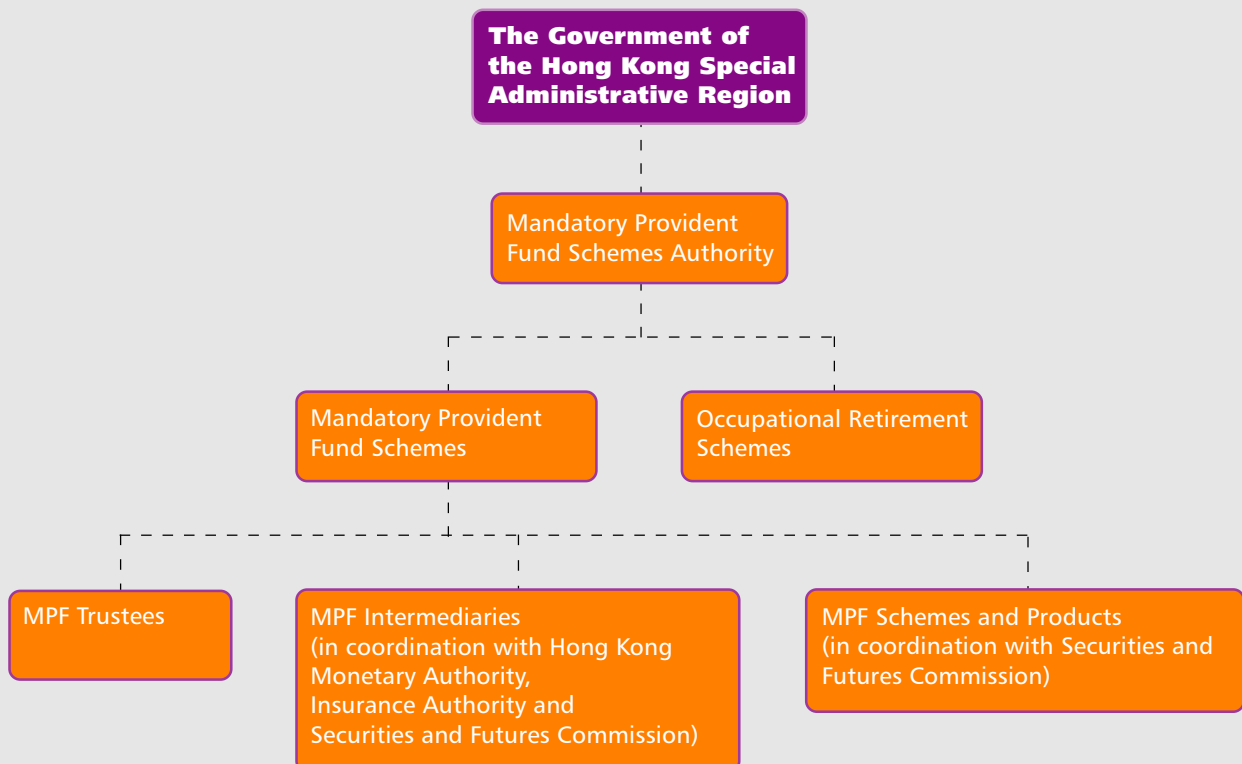 The Government of
the Hong Kong Special
Administrative Region
Mandatory Provident
Fund Schemes Authority
Mandatory Provident
Fund Schemes
Occupational Retirement
Schemes
MPF Trustees
MPF Intermediaries
(in coordination with Hong Kong
Monetary Authority,
Insurance Authority and
Securities and Futures Commission)
MPF Schemes and Products
(in coordination with Securities and
Futures Commission)